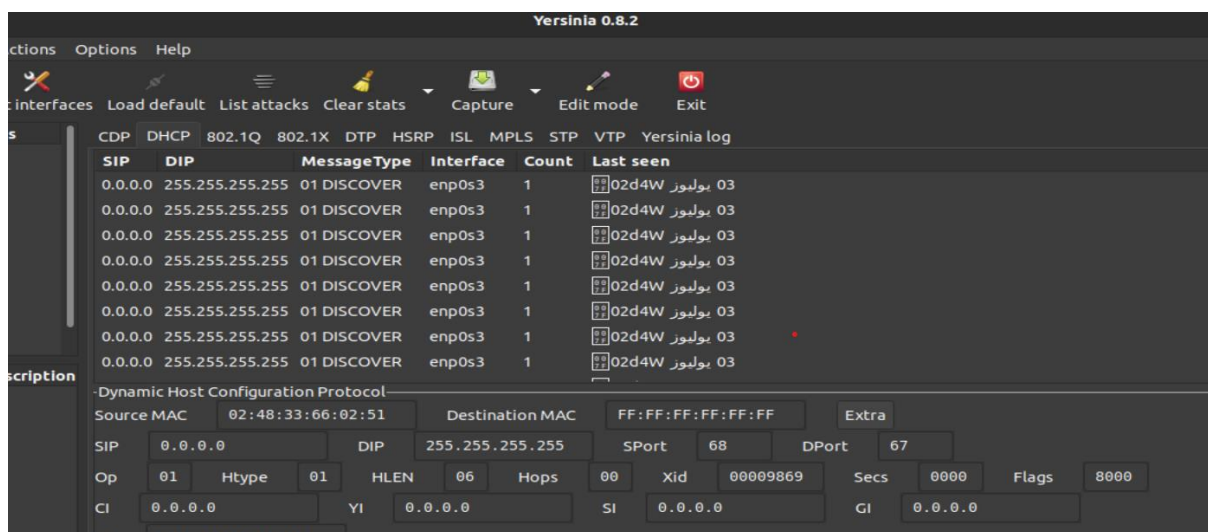 Yersinia 0.8.2
ctions Options Help
interfaces Load default List attacks Clear stats Capture Edit mode Exit
s CDP DHCP 802.1Q 802.1X DTP HSRP ISL MPLS STP VTP Yersinia log
SIP DIP MessageType Interface Count Last seen
0.0.0.0 255.255.255.255 01 DISCOVER enp0s3 1 02d4W يوليوز 03
0.0.0.0 255.255.255.255 01 DISCOVER enp0s3 1 02d4W يوليوز 03
0.0.0.0 255.255.255.255 01 DISCOVER enp0s3 1 02d4W يوليوز 03
0.0.0.0 255.255.255.255 01 DISCOVER enp0s3 1 02d4W يوليوز 03
0.0.0.0 255.255.255.255 01 DISCOVER enp0s3 1 02d4W يوليوز 03
0.0.0.0 255.255.255.255 01 DISCOVER enp0s3 1 02d4W يوليوز 03
0.0.0.0 255.255.255.255 01 DISCOVER enp0s3 1 02d4W يوليوز 03
0.0.0.0 255.255.255.255 01 DISCOVER enp0s3 1 02d4W يوليوز 03
scription
Dynamic Host Configuration Protocol
Source MAC 02:48:33:66:02:51 Destination MAC FF:FF:FF:FF:FF:FF Extra
SIP 0.0.0.0 DIP 255.255.255.255 SPort 68 DPort 67
Op 01 Htype 01 HLEN 06 Hops 00 Xid 00009869 Secs 0000 Flags 8000
CI 0.0.0.0 YI 0.0.0.0 SI 0.0.0.0 GI 0.0.0.0